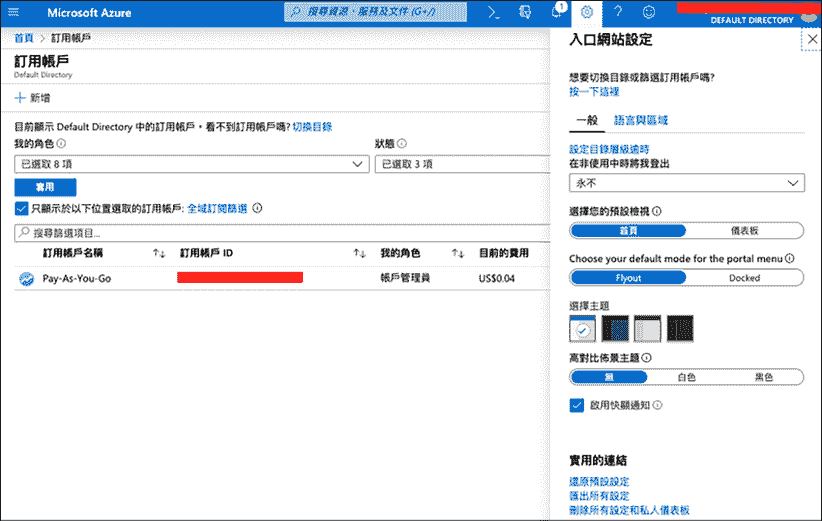 Microsoft Azure
搜尋資源、服務及文件 (G+/)
1
DEFAULT DIRECTORY
首頁 > 訂用帳戶
訂用帳戶
Default Directory
新增
目前顯示 Default Directory 中的訂用帳戶。看不到訂用帳戶嗎? 切換目錄
我的角色
狀態
已選取 8 項
已選取 3 項
套用
只顯示於以下位置選取的訂用帳戶: 全域訂閱篩選
搜尋篩選項目...
訂用帳戶名稱 訂用帳戶 ID 我的角色 目前的費用
Pay-As-You-Go 帳戶管理員 US$0.04
入口網站設定
想要切換目錄或篩選訂用帳戶嗎?
按一下這裡
一般 語言與區域
設定目錄層級逾時
在非使用中時將我登出
永不
選擇您的預設檢視
首頁 儀表板
Choose your default mode for the portal menu
Flyout Docked
選擇主題
高對比佈景主題
無 白色 黑色
啟用快顯通知
實用的連結
還原預設設定
匯出所有設定
刪除所有設定和私人儀表板